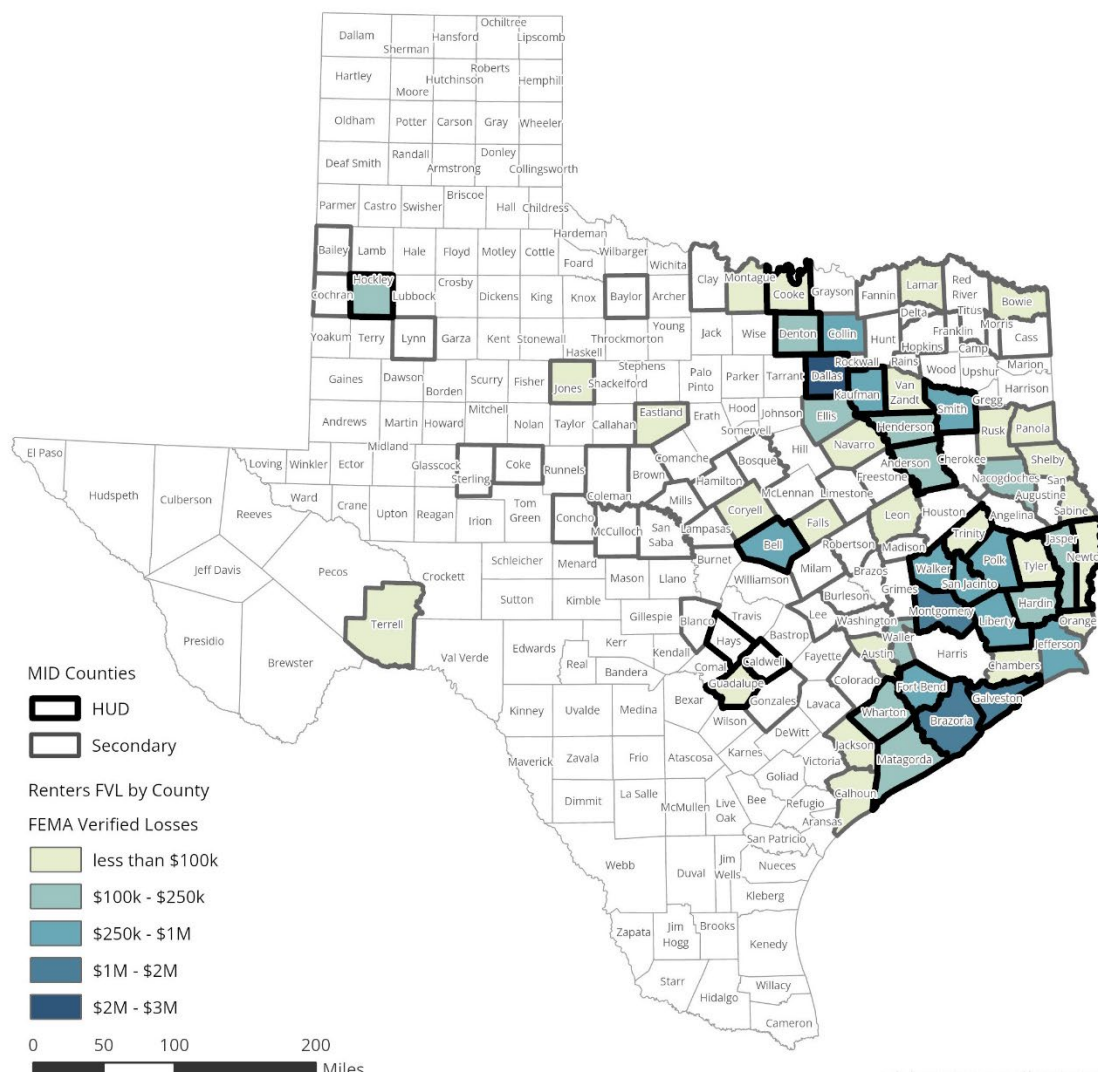 Ochiltree
Dallam
Sherman
Hansford
Lipscomb
Hartley
Moore
Hutchinson
Roberts
Hemphill
Oldham
Potter
Carson
Gray
Wheeler
Deaf Smith
Randall
Armstrong
Donley
Collingsworth
Parmer
Castro
Swisher
Briscoe
Hall
Childress
Hardeman
Bailey
Lamb
Hale
Floyd
Motley
Cottle
Foard
Wilbarger
Wichita
Clay
Montague
Cooke
Grayson
Fannin
Lamar
Red
River
Bowie
Cochran
Hockley
Lubbock
Crosby
Dickens
King
Knox
Baylor
Archer
Delta
Titus
Franklin
Morris
Cass
Yoakum
Terry
Lynn
Garza
Kent
Stonewall
Haskell
Throckmorton
Young
Jack
Wise
Denton
Collin
Hunt
Hopkins
Camp
Marion
Gaines
Dawson
Borden
Scurry
Fisher
Jones
Shackelford
Stephens
Palo
Pinto
Parker
Tarrant
Dallas
Rockwall
Kaufman
Rains
Van
Zandt
Wood
Upshur
Harrison
Gregg
Smith
Andrews
Martin
Howard
Mitchell
Nolan
Taylor
Callahan
Eastland
Erath
Hood
Somervell
Johnson
Ellis
Henderson
Rusk
Panola
El Paso
Hudspeth
Culberson
Loving
Winkler
Ector
Midland
Glasscock
Sterling
Coke
Runnels
Coleman
Brown
Comanche
Hamilton
Bosque
Hill
Navarro
Freestone
Anderson
Cherokee
Nacogdoches
Shelby
San
Augustine
Sabine
Reeves
Ward
Crane
Upton
Reagan
Irion
Tom
Green
Concho
McCulloch
San
Saba
Mills
Lampasas
Coryell
McLennan
Limestone
Falls
Leon
Houston
Angelina
Trinity
Jeff Davis
Pecos
Crockett
Schleicher
Menard
Mason
Llano
Burnet
Bell
Williamson
Milam
Robertson
Brazos
Madison
Grimes
Walker
San Jacinto
Polk
Tyler
Jasper
Newto
Presidio
Brewster
Terrell
Val Verde
Sutton
Kimble
Gillespie
Blanco
Travis
Lee
Burleson
Washington
Montgomery
Liberty
Hardin
Orange
Edwards
Real
Kerr
Kendall
Bandera
Comal
Hays
Caldwell
Bastrop
Fayette
Austin
Waller
Harris
Chambers
Jefferson
Kinney
Uvalde
Medina
Bexar
Guadalupe
Gonzales
Wilson
Lavaca
Colorado
Wharton
Fort Bend
Brazoria
Galveston
Maverick
Zavala
Frio
Atascosa
Karnes
DeWitt
Victoria
Jackson
Matagorda
Calhoun
Dimmit
La Salle
McMullen
Live
Oak
Bee
Goliad
Refugio
Aransas
San Patricio
Webb
Duval
Jim
Wells
Nueces
Kleberg
Zapata
Jim
Hogg
Brooks
Kenedy
Starr
Hidalgo
Willacy
Cameron
MID Counties
HUD
Secondary
Renters FVL by County
FEMA Verified Losses
less than $100k
$100k - $250k
$250k - $1M
$1M - $2M
$2M - $3M
0 50 100 200
Miles